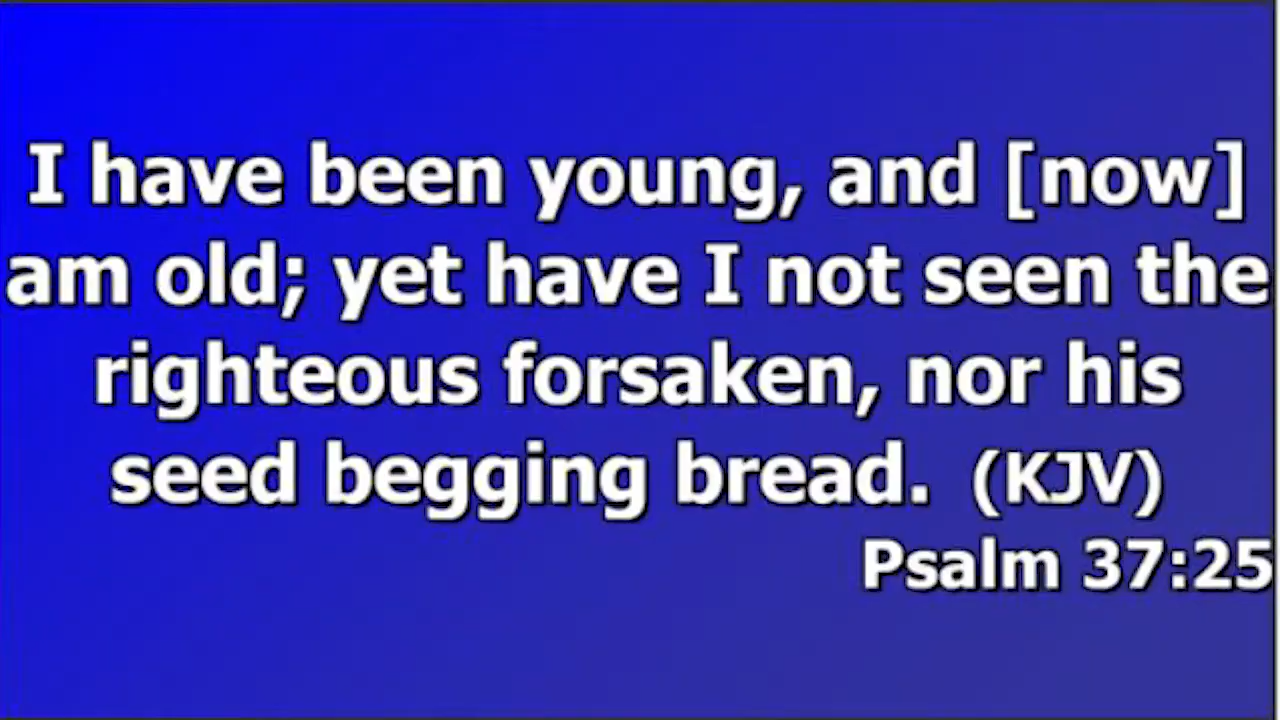 I have been young, and [now]
am old; yet have I not seen the
righteous forsaken, nor his
seed begging bread. (KJV)
Psalm 37:25